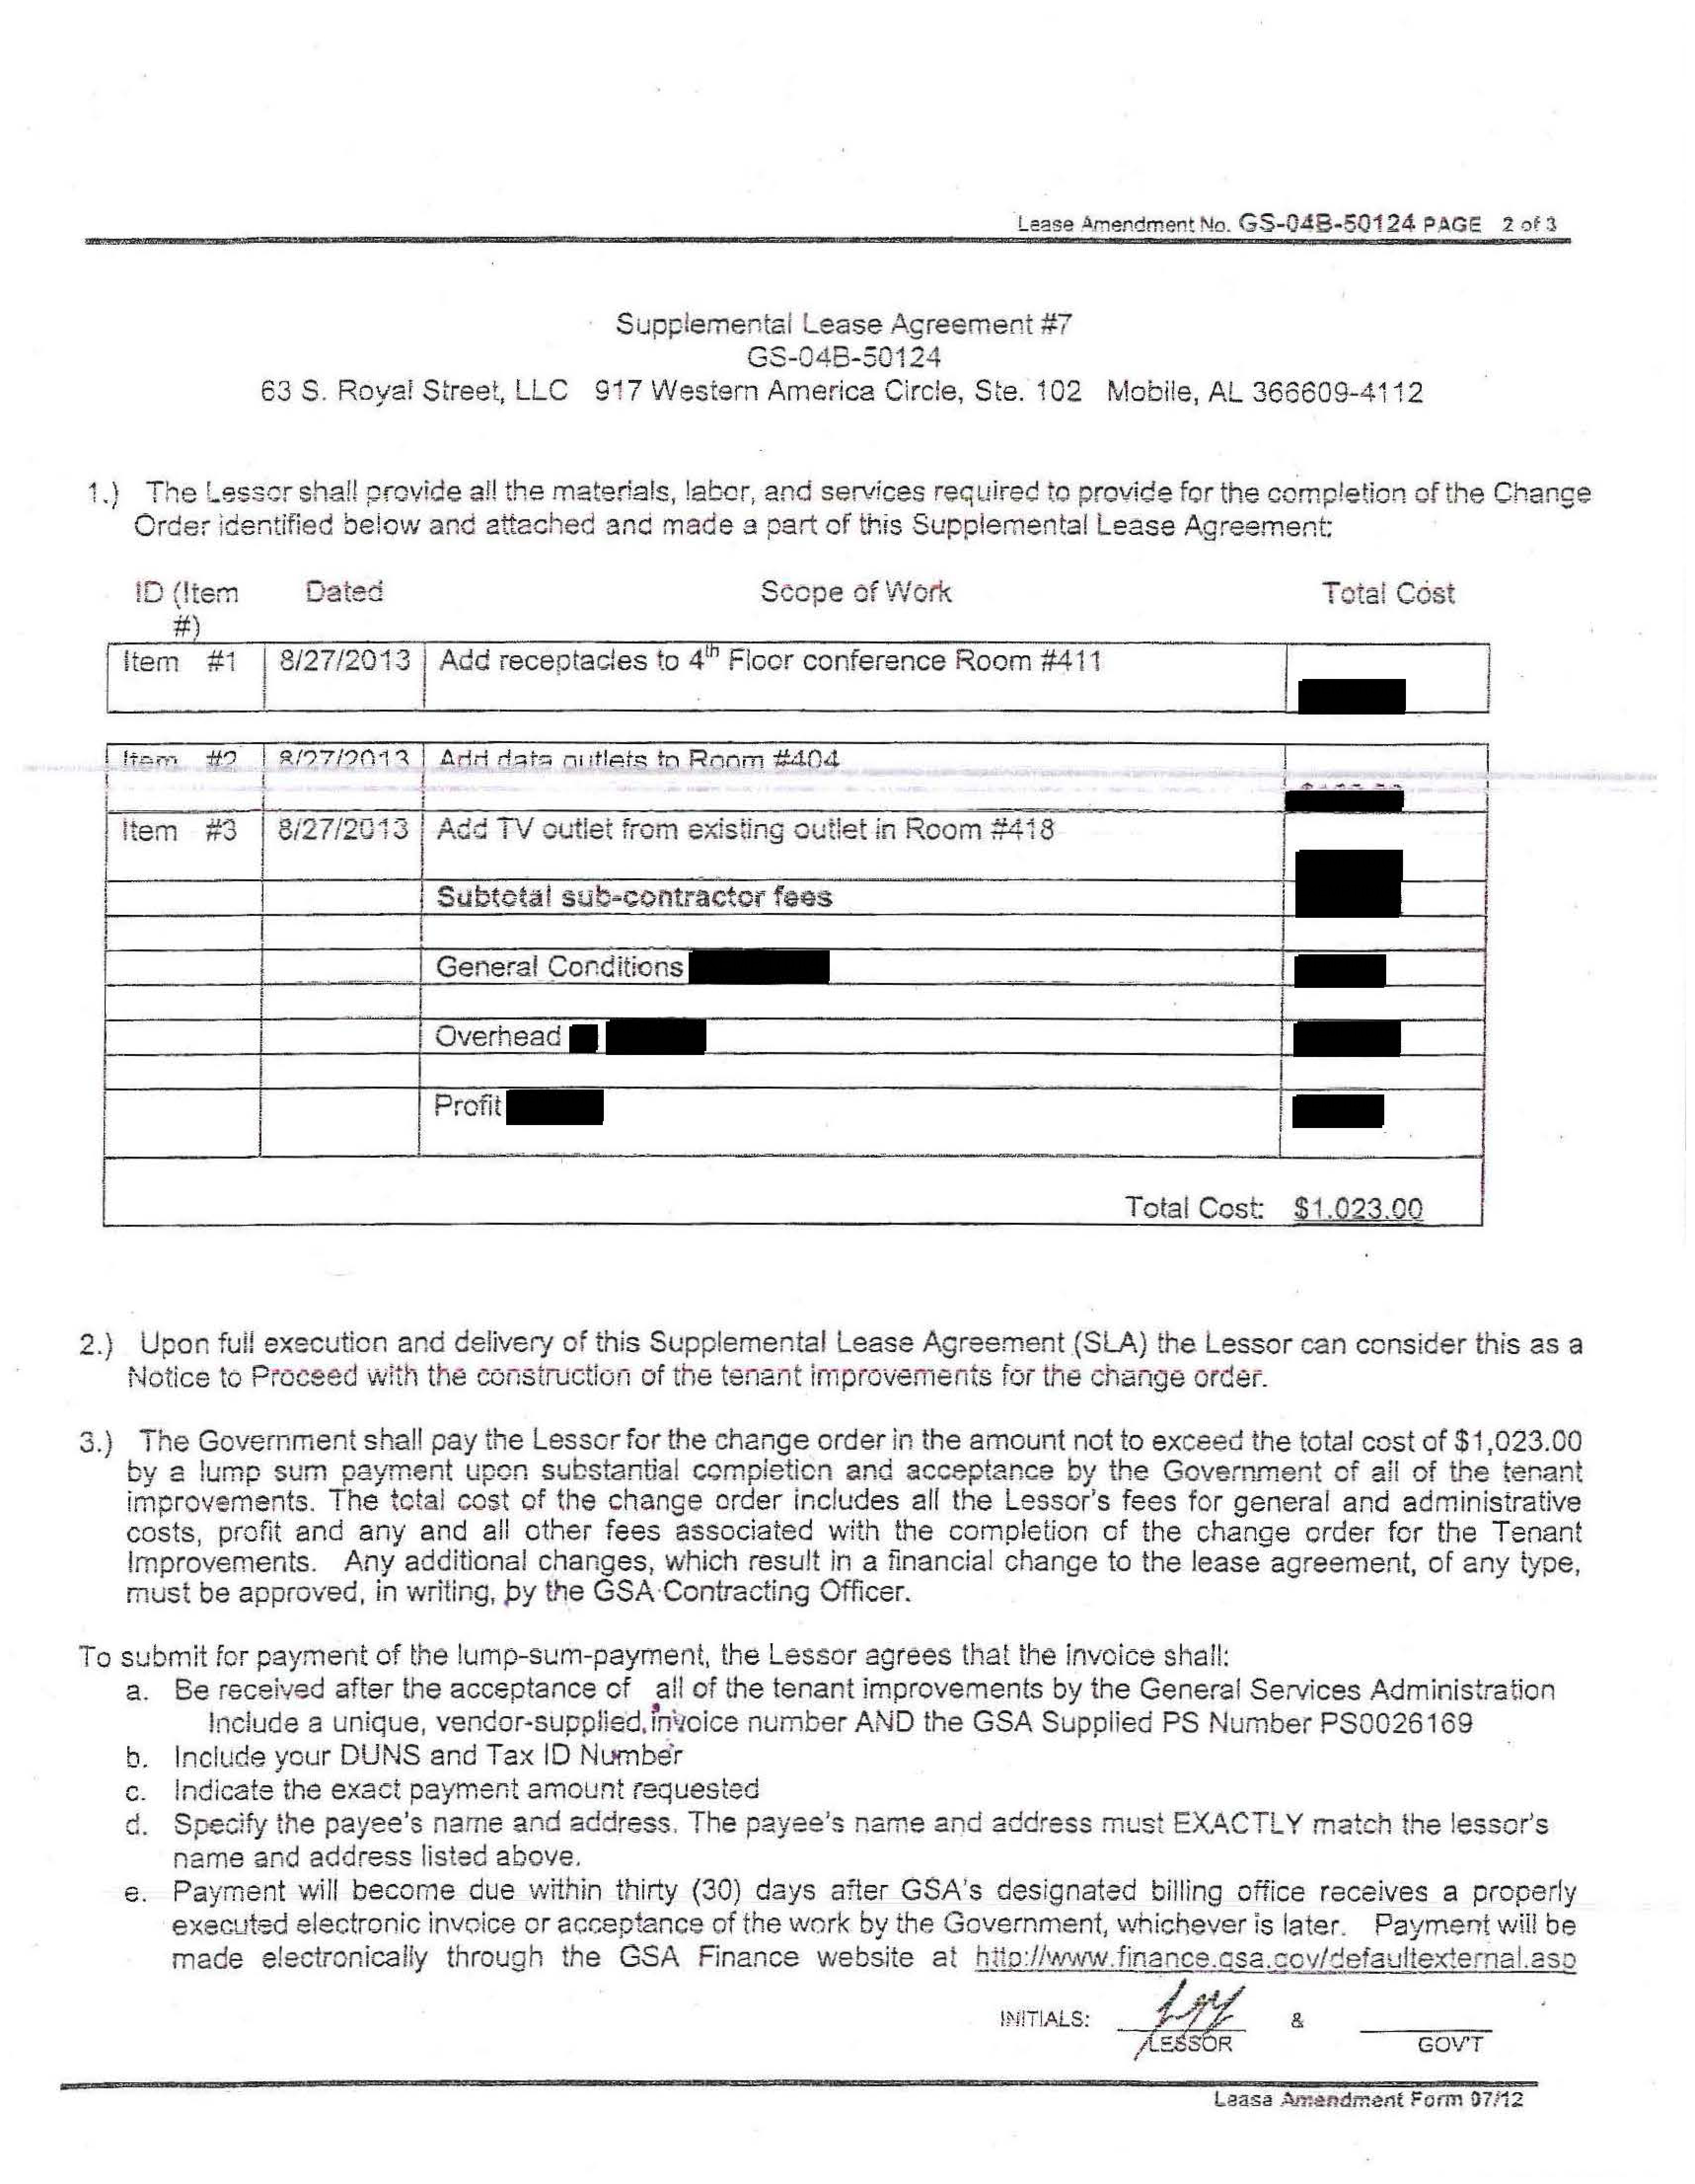 Lease Amendment No. GS-04B-50124 PAGE 2 of 3
Supplemental Lease Agreement #7
GS-04B-50124
63 S. Royal Street, LLC 917 Western America Circle, Ste. 102 Mobile, AL 366609-4112
1.) The Lessor shall provide all the materials, labor, and services required to provide for the completion of the Change
Order identified below and attached and made a part of this Supplemental Lease Agreement:
ID (Item #) Dated Scope of Work Total Cost
Item #1 8/27/2013 Add receptacles to 4th Floor conference Room #411
Item #2 8/27/2013 Add data outlets to Room #404
Item #3 8/27/2013 Add TV outlet from existing outlet in Room #418
Subtotal sub-contractor fees
General Conditions
Overhead
Profit
Total Cost: $1,023.00
2.) Upon full execution and delivery of this Supplemental Lease Agreement (SLA) the Lessor can consider this as a
Notice to Proceed with the construction of the tenant improvements for the change order.
3.) The Government shall pay the Lessor for the change order in the amount not to exceed the total cost of $1,023.00
by a lump sum payment upon substantial completion and acceptance by the Government of all of the tenant
improvements. The total cost of the change order includes all the Lessor's fees for general and administrative
costs, profit and any and all other fees associated with the completion of the change order for the Tenant
Improvements. Any additional changes, which result in a financial change to the lease agreement, of any type,
must be approved, in writing, by the GSA Contracting Officer.
To submit for payment of the lump-sum-payment, the Lessor agrees that the invoice shall:
a. Be received after the acceptance of all of the tenant improvements by the General Services Administration
Include a unique, vendor-supplied, invoice number AND the GSA Supplied PS Number PS0026169
b. Include your DUNS and Tax ID Number
c. Indicate the exact payment amount requested
d. Specify the payee's name and address. The payee's name and address must EXACTLY match the lessor's
name and address listed above.
e. Payment will become due within thirty (30) days after GSA's designated billing office receives a properly
executed electronic invoice or acceptance of the work by the Government, whichever is later. Payment will be
made electronically through the GSA Finance website at http://www.finance.gsa.gov/defaultexternal.asp
INITIALS: &
LESSOR GOV'T
Lease Amendment Form 07/12